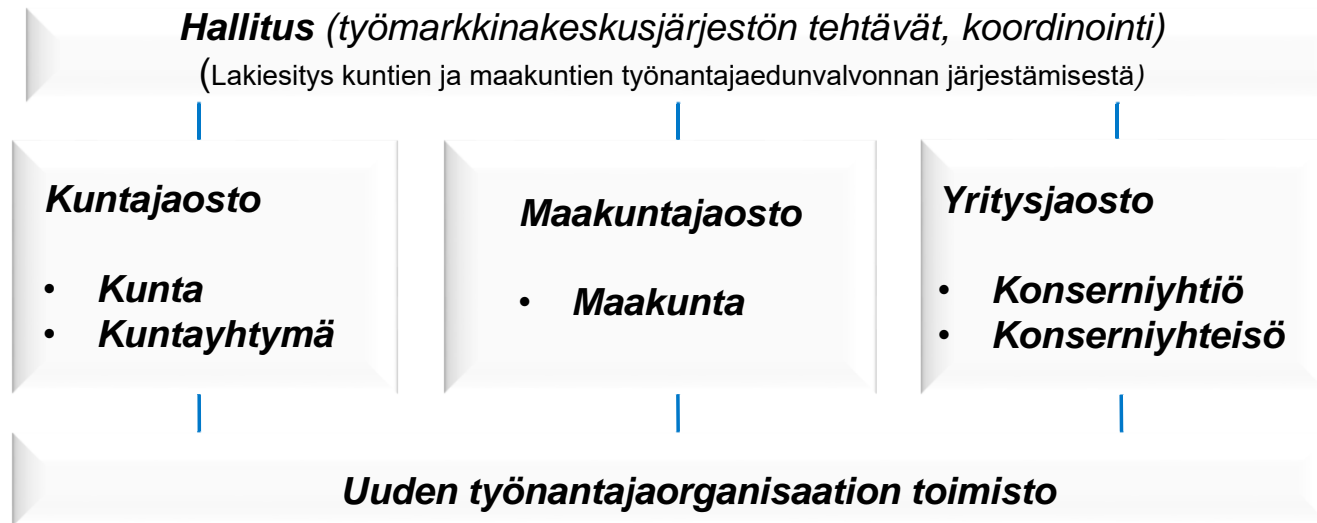 Hallitus (työmarkkinakeskusjärjestön tehtävät, koordinointi)
(Lakiesitys kuntien ja maakuntien työnantajaedunvalvonnan järjestämisestä)
Kuntajaosto
• Kunta
• Kuntayhtymä
Maakuntajaosto
• Maakunta
Yritysjaosto
• Konserniyhtiö
• Konserniyhteisö
Uuden työnantajaorganisaation toimisto